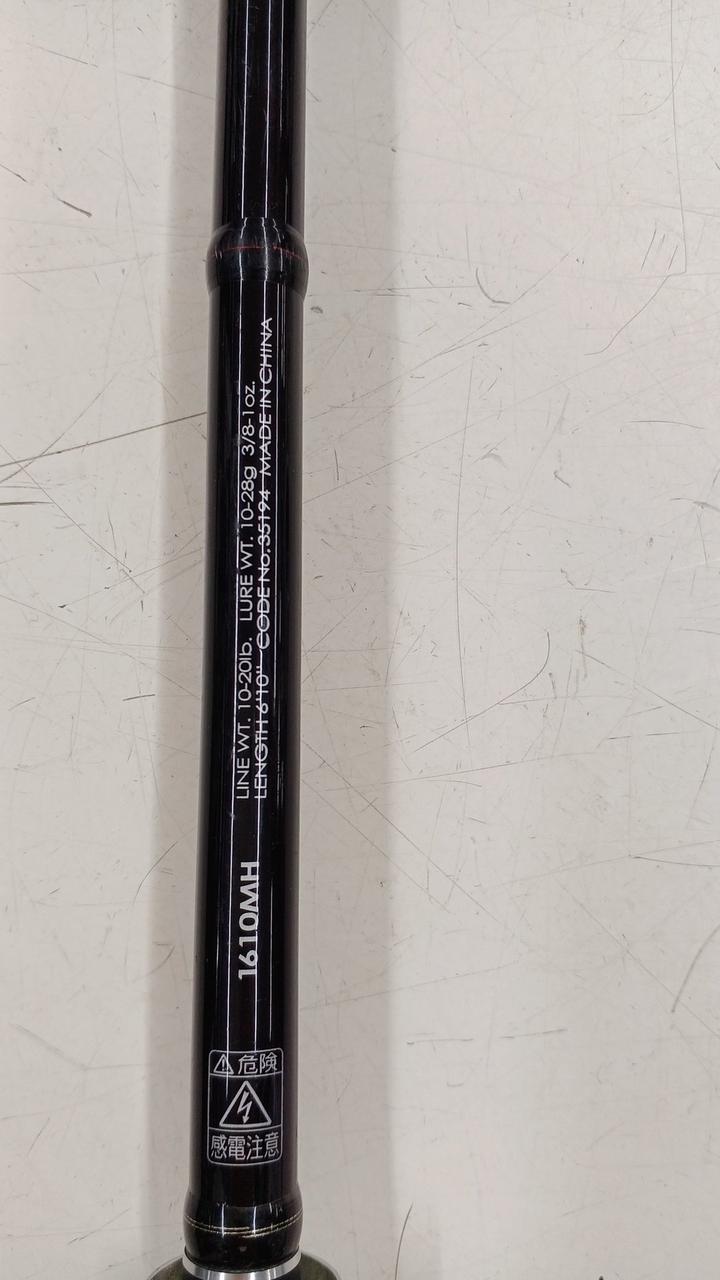 LINE WT. 10-20lb. LURE WT. 10-28g 3/8-1oz.
LENGTH 6'10" CODE No.35194 MADE IN CHINA
1610MH
危険
感電注意